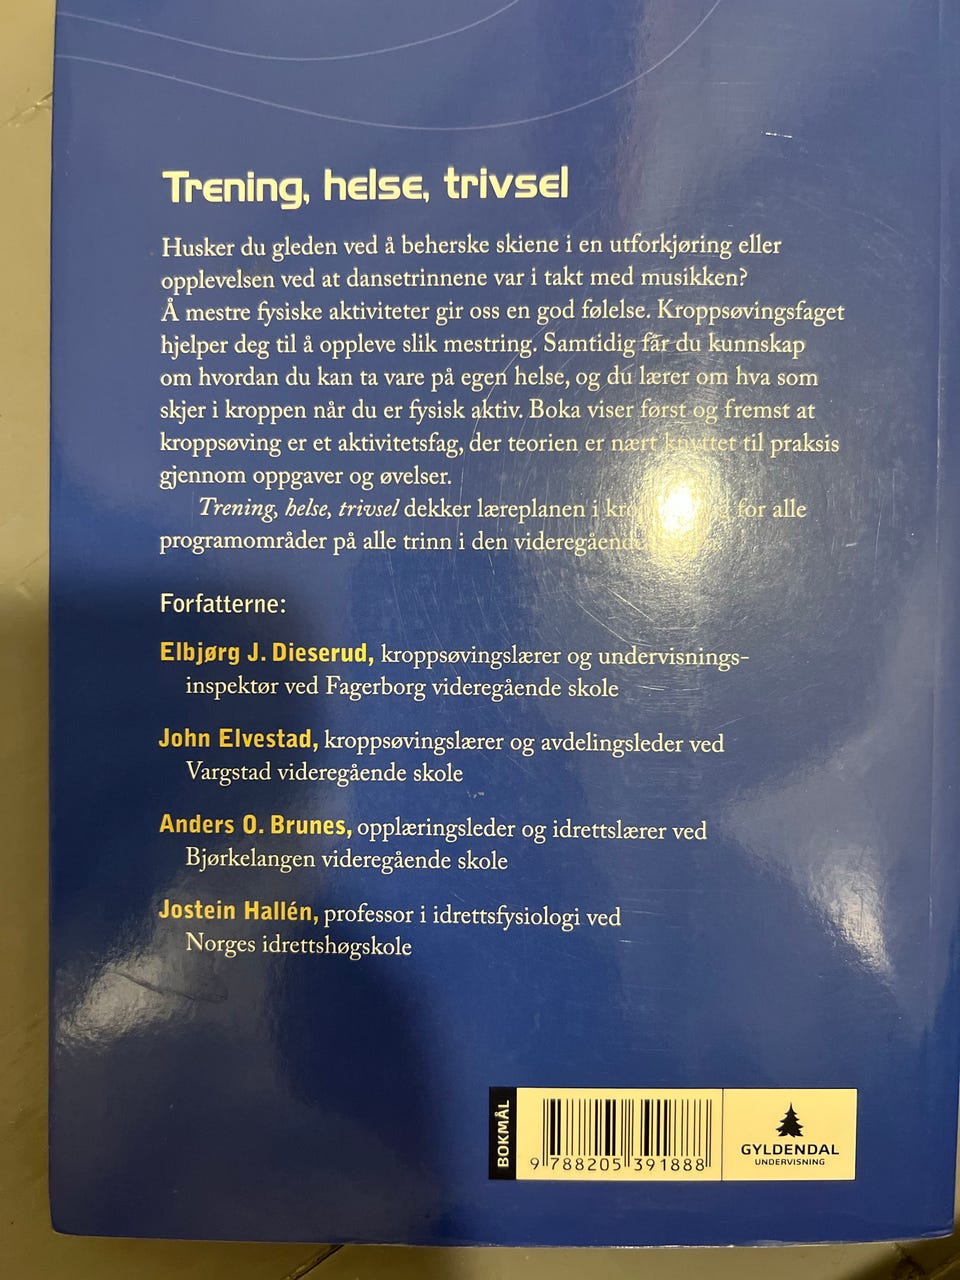 Trening, helse, trivsel
Husker du gleden ved å beherske skiene i en utforkjøring eller
opplevelsen ved at dansetrinnene var i takt med musikken?
Å mestre fysiske aktiviteter gir oss en god følelse. Kroppsøvingsfaget
hjelper deg til å oppleve slik mestring. Samtidig får du kunnskap
om hvordan du kan ta vare på egen helse, og du lærer om hva som
skjer i kroppen når du er fysisk aktiv. Boka viser først og fremst at
kroppsøving er et aktivitetsfag, der teorien er nært knyttet til praksis
gjennom oppgaver og øvelser.
Trening, helse, trivsel dekker læreplanen i for alle
programområder på alle trinn i den videregående
Forfatterne:
Elbjørg J. Dieserud, kroppsøvingslærer og undervisnings-
inspektør ved Fagerborg videregående skole
John Elvestad, kroppsøvingslærer og avdelingsleder ved
Vargstad videregående skole
Anders O. Brunes, opplæringsleder og idrettslærer ved
Bjørkelangen videregående skole
Jostein Hallén, professor i idrettsfysiologi ved
Norges idrettshøgskole
BOKMÅL
9 788205 391888
GYLDENDAL
UNDERVISNING